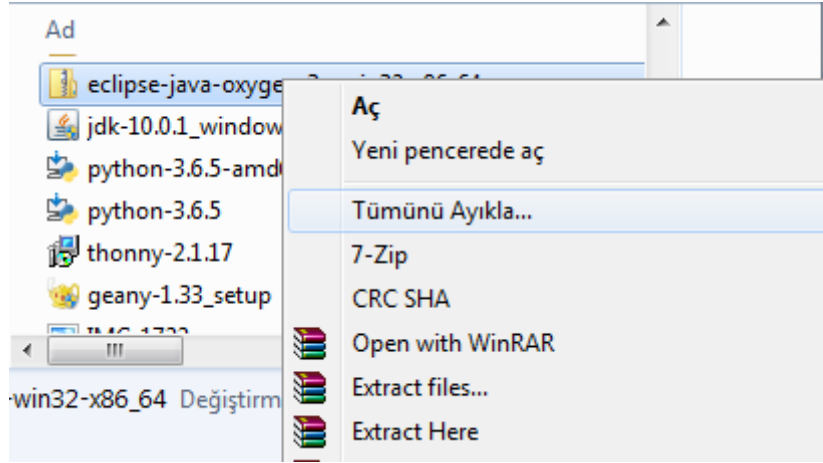 Ad
eclipse-java-oxyge
jdk-10.0.1_window
python-3.6.5-amd
python-3.6.5
thonny-2.1.17
geany-1.33_setup
IMG_1722
-win32-x86_64 Değiştirm
Aç
Yeni pencerede aç
Tümünü Ayıkla...
7-Zip
CRC SHA
Open with WinRAR
Extract files...
Extract Here